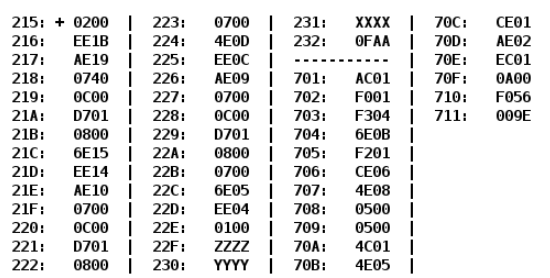 215: + 0200 | 223: 0700 | 231: XXXX | 70C: CE01
216: EE1B | 224: 4E0D | 232: 0FAA | 70D: AE02
217: AE19 | 225: EE0C | ----------- | 70E: EC01
218: 0740 | 226: AE09 | 701: AC01 | 70F: 0A00
219: 0C00 | 227: 0700 | 702: F001 | 710: F056
21A: D701 | 228: 0C00 | 703: F304 | 711: 009E
21B: 0800 | 229: D701 | 704: 6E0B |
21C: 6E15 | 22A: 0800 | 705: F201 |
21D: EE14 | 22B: 0700 | 706: CE06 |
21E: AE10 | 22C: 6E05 | 707: 4E08 |
21F: 0700 | 22D: EE04 | 708: 0500 |
220: 0C00 | 22E: 0100 | 709: 0500 |
221: D701 | 22F: ZZZZ | 70A: 4C01 |
222: 0800 | 230: YYYY | 70B: 4E05 |